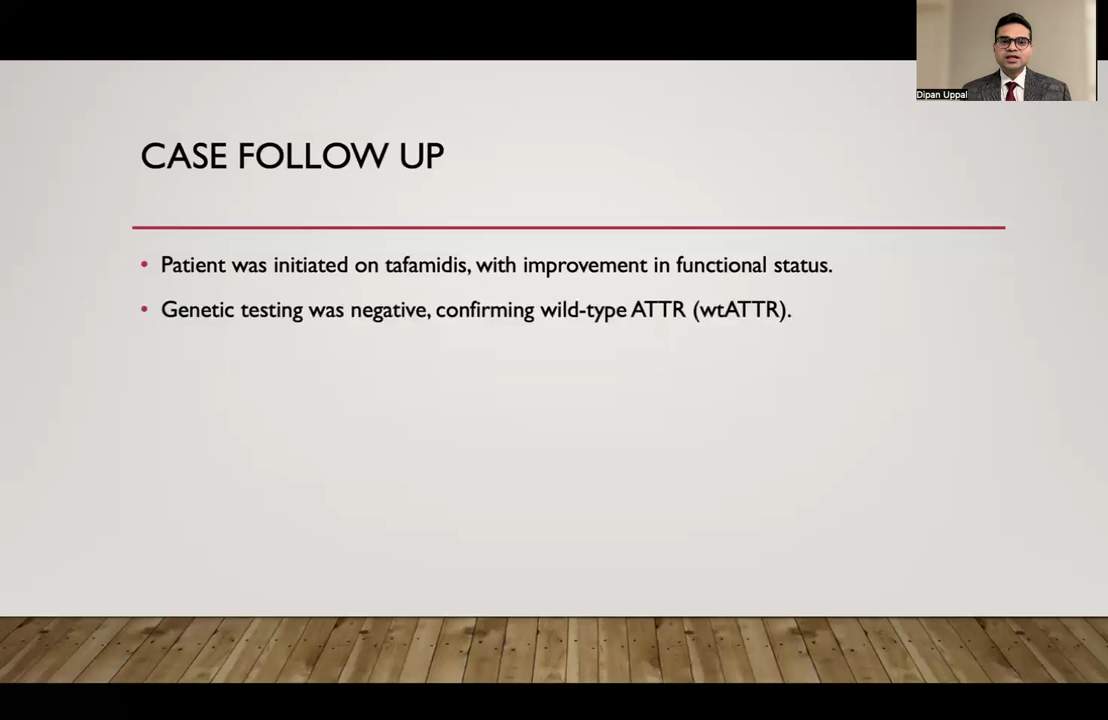 Dipan Uppal
CASE FOLLOW UP
• Patient was initiated on tafamidis, with improvement in functional status.
• Genetic testing was negative, confirming wild-type ATTR (wtATTR).